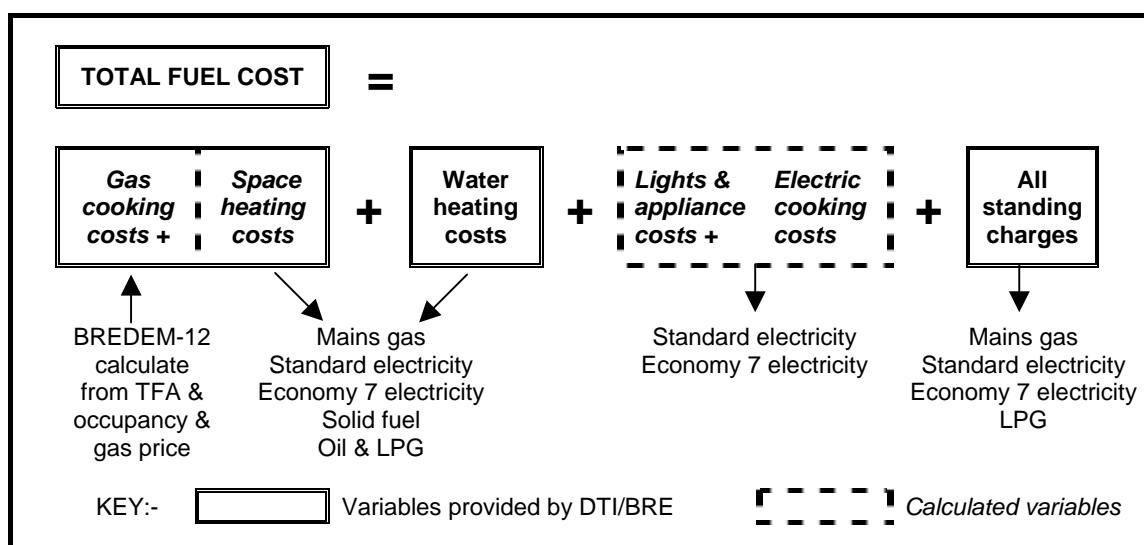 TOTAL FUEL COST =
Gas
cooking
costs +
Space
heating
costs
+
Water
heating
costs
+
Lights &
appliance
costs +
Electric
cooking
costs
+
All
standing
charges
BREDEM-12
calculate
from TFA &
occupancy &
gas price
Mains gas
Standard electricity
Economy 7 electricity
Solid fuel
Oil & LPG
Standard electricity
Economy 7 electricity
Mains gas
Standard electricity
Economy 7 electricity
LPG
KEY:- Variables provided by DTI/BRE Calculated variables